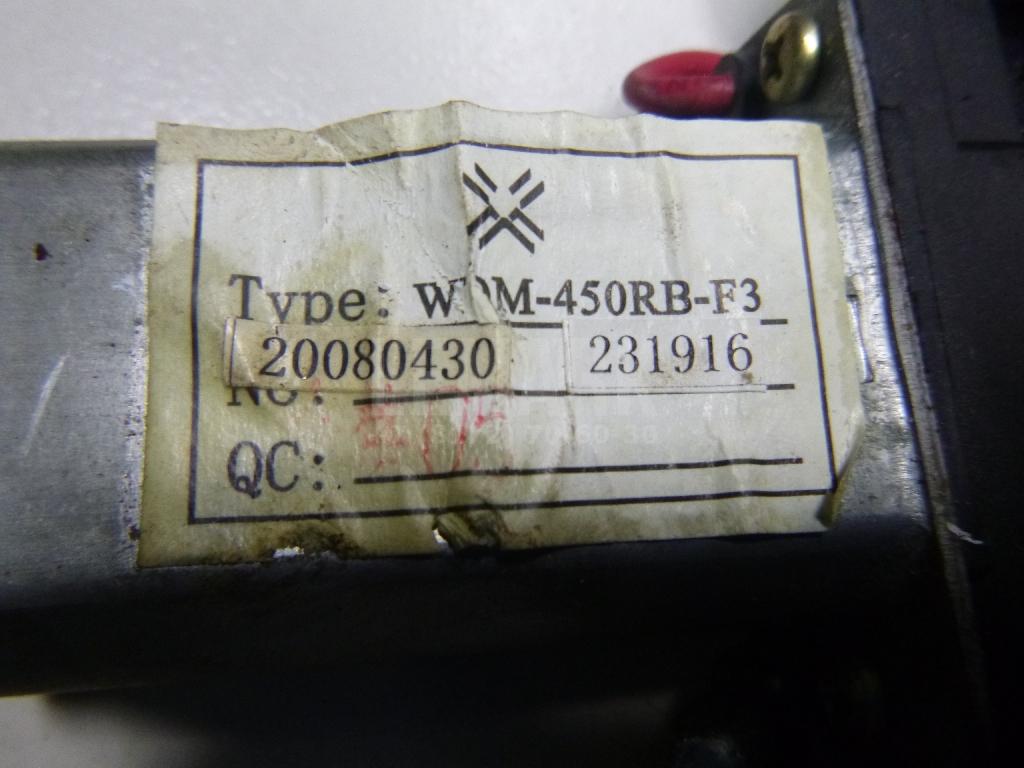 Type: WDM-450RB-F3
20080430 231916
NO:
QC: